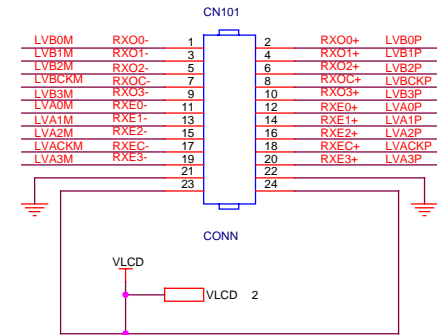 CN101
LVB0M RXO0- 1 2 RXO0+ LVB0P
LVB1M RXO1- 3 4 RXO1+ LVB1P
LVB2M RXO2- 5 6 RXO2+ LVB2P
LVBCKM RXOC- 7 8 RXOC+ LVBCKP
LVB3M RXO3- 9 10 RXO3+ LVB3P
LVA0M RXE0- 11 12 RXE0+ LVA0P
LVA1M RXE1- 13 14 RXE1+ LVA1P
LVA2M RXE2- 15 16 RXE2+ LVA2P
LVACKM RXEC- 17 18 RXEC+ LVACKP
LVA3M RXE3- 19 20 RXE3+ LVA3P
21 22
23 24
CONN
VLCD
VLCD 2